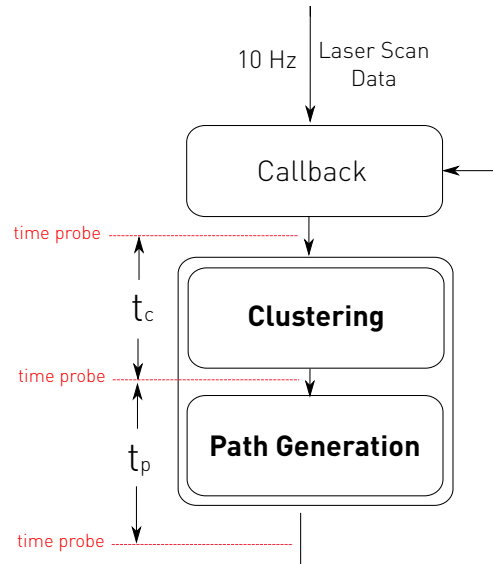 10 Hz
Laser Scan
Data
Callback
time probe
tc
Clustering
time probe
Path Generation
tp
time probe